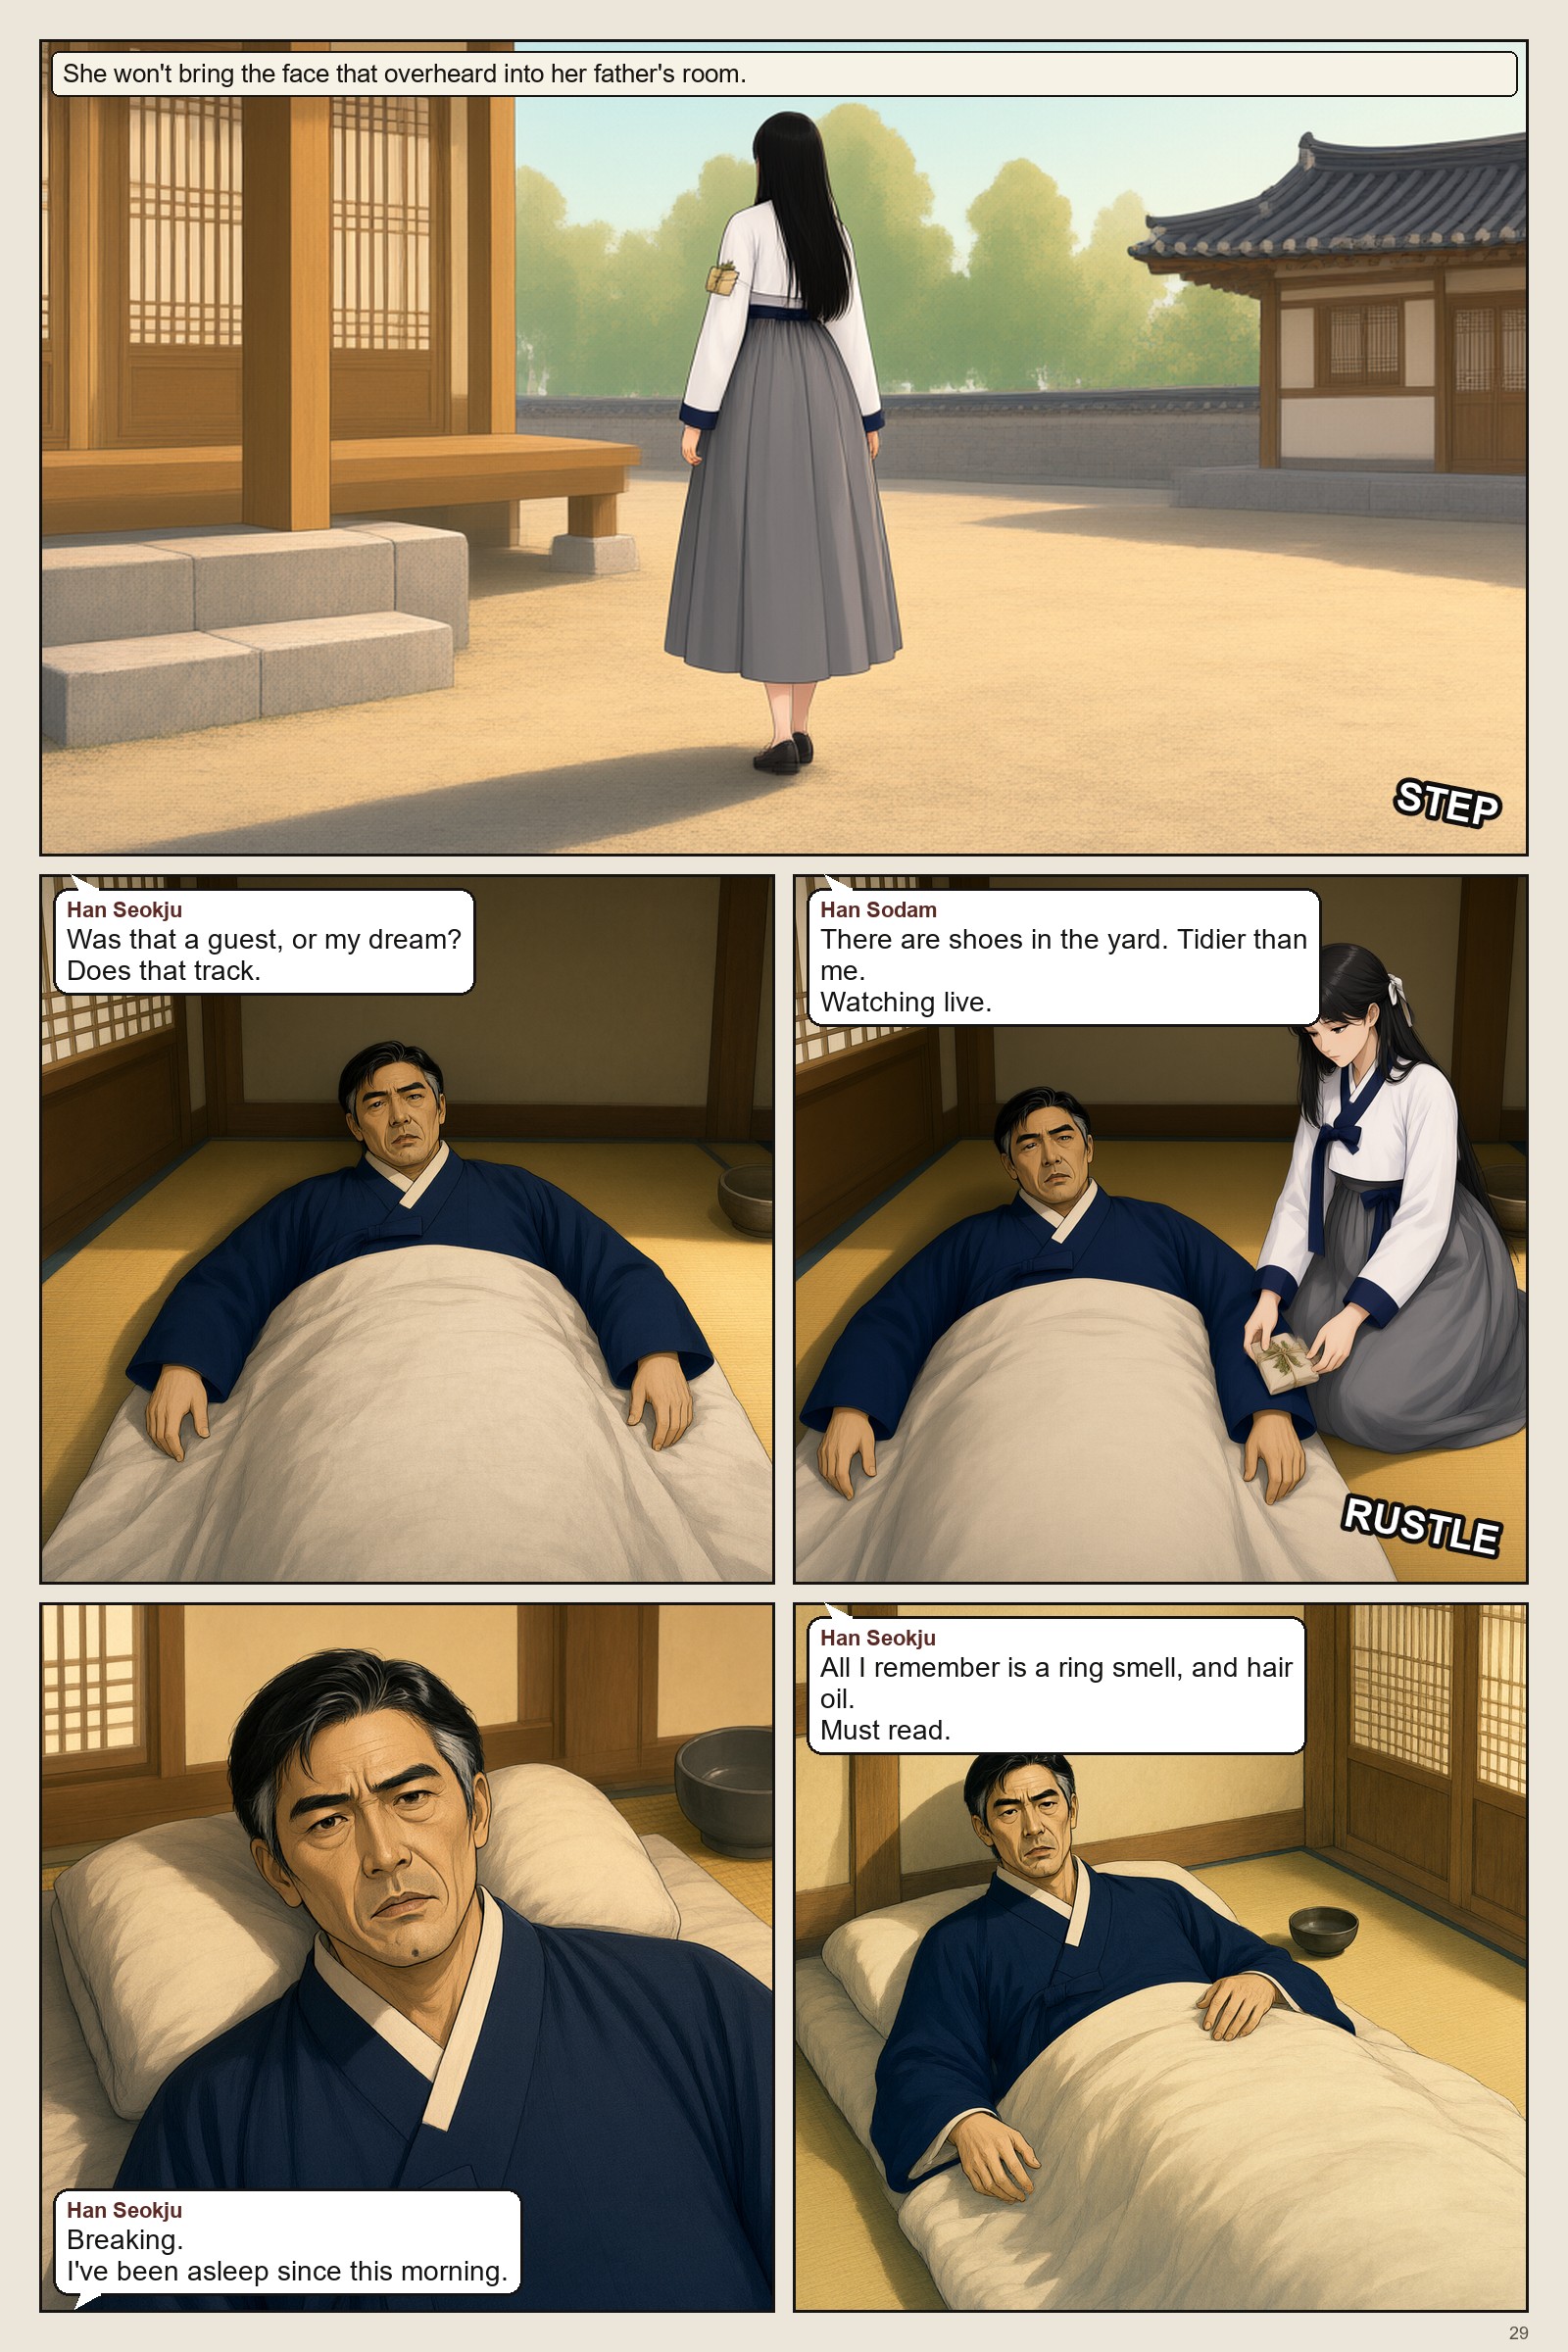 She won't bring the face that overheard into her father's room.
STEP
Han Seokju
Was that a guest, or my dream?
Does that track.
Han Sodam
There are shoes in the yard. Tidier than
me.
Watching live.
RUSTLE
Han Seokju
Breaking.
I've been asleep since this morning.
Han Seokju
All I remember is a ring smell, and hair
oil.
Must read.
29